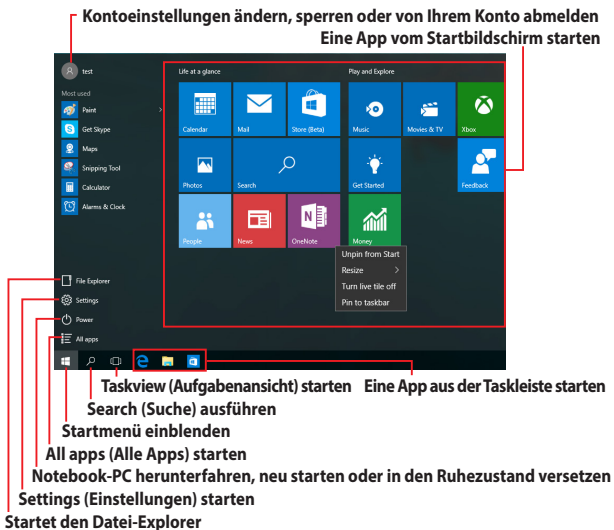 Kontoeinstellungen ändern, sperren oder von Ihrem Konto abmelden
Eine App vom Startbildschirm starten
test
Most used
Paint
Get Skype
Maps
Snipping Tool
Calculator
Alarms & Clock
File Explorer
Settings
Power
All apps
Life at a glance
Play and Explore
Calendar
Mail
Store (Beta)
Music
Movies & TV
Xbox
Photos
Search
Get Started
Feedback
People
News
OneNote
Money
Unpin from Start
Resize
Turn live tile off
Pin to taskbar
Taskview (Aufgabenansicht) starten
Eine App aus der Taskleiste starten
Search (Suche) ausführen
Startmenü einblenden
All apps (Alle Apps) starten
Notebook-PC herunterfahren, neu starten oder in den Ruhezustand versetzen
Settings (Einstellungen) starten
Startet den Datei-Explorer